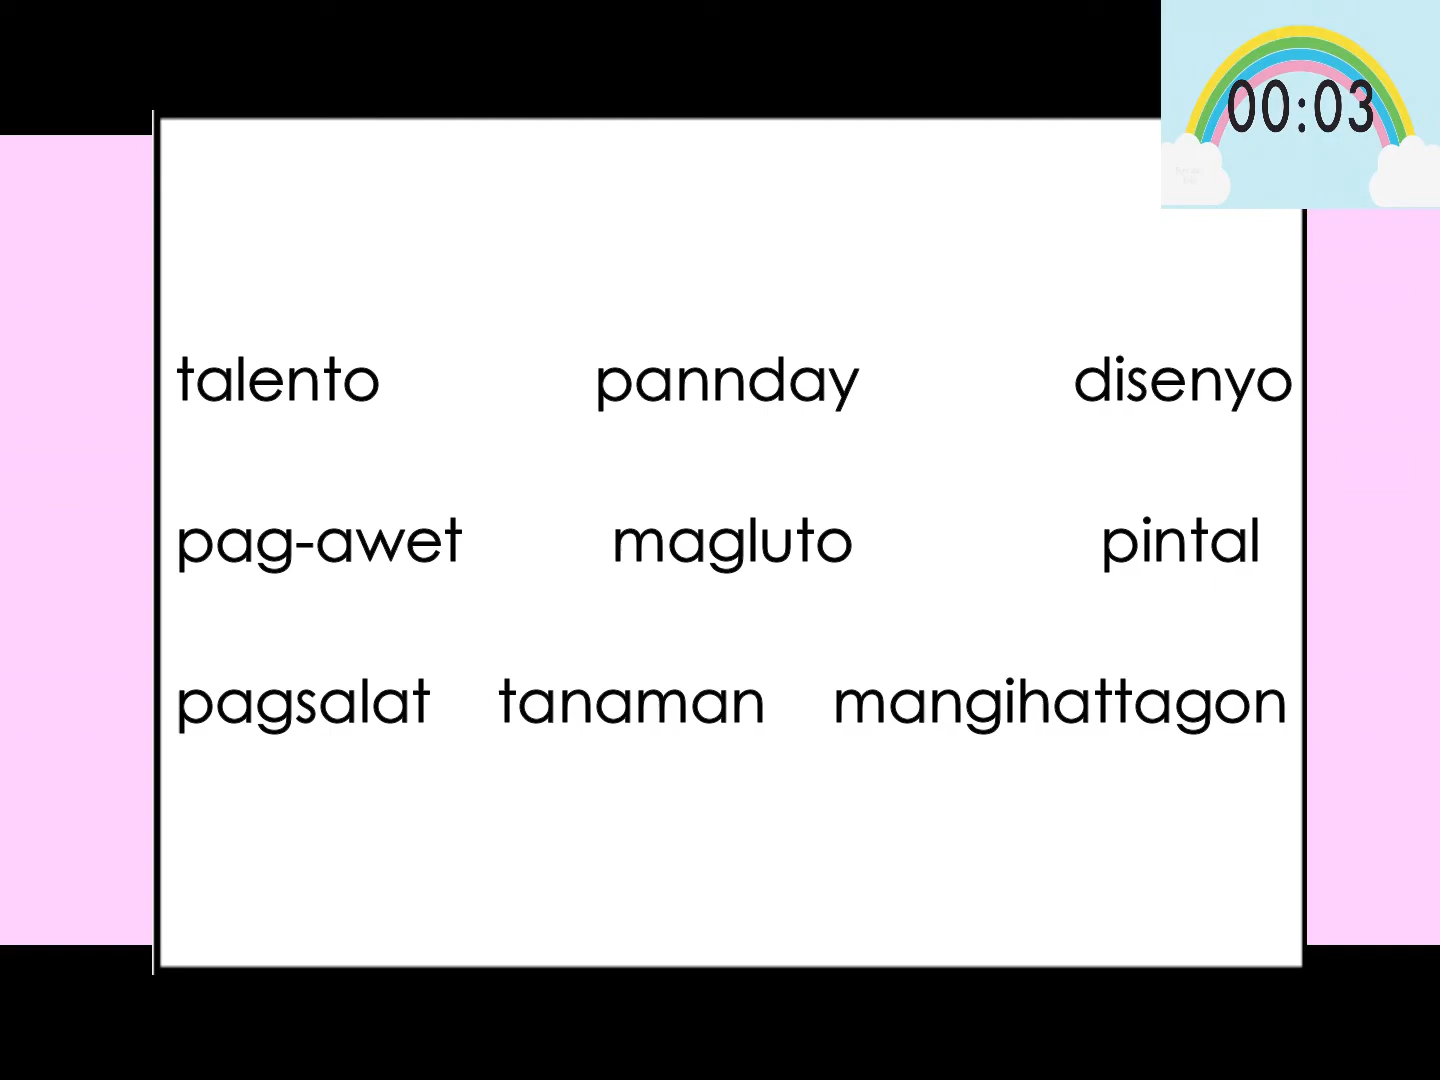 00:03
talento pannday disenyo
pag-awet magluto pintal
pagsalat tanaman mangihattagon